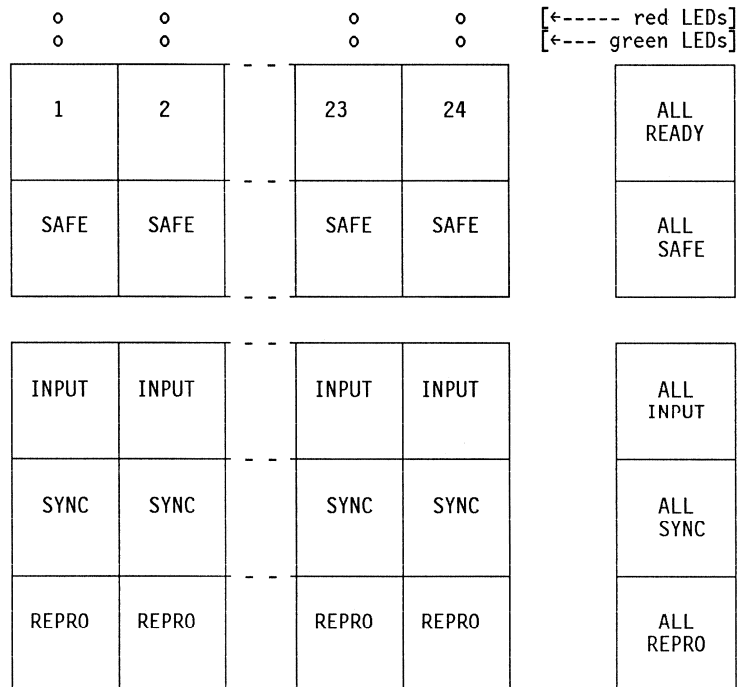 o o o o [←------ red LEDs]
o o o o [←--- green LEDs]
1 2 23 24 ALL
READY
SAFE SAFE SAFE SAFE ALL
SAFE
INPUT INPUT INPUT INPUT ALL
INPUT
SYNC SYNC SYNC SYNC ALL
SYNC
REPRO REPRO REPRO REPRO ALL
REPRO